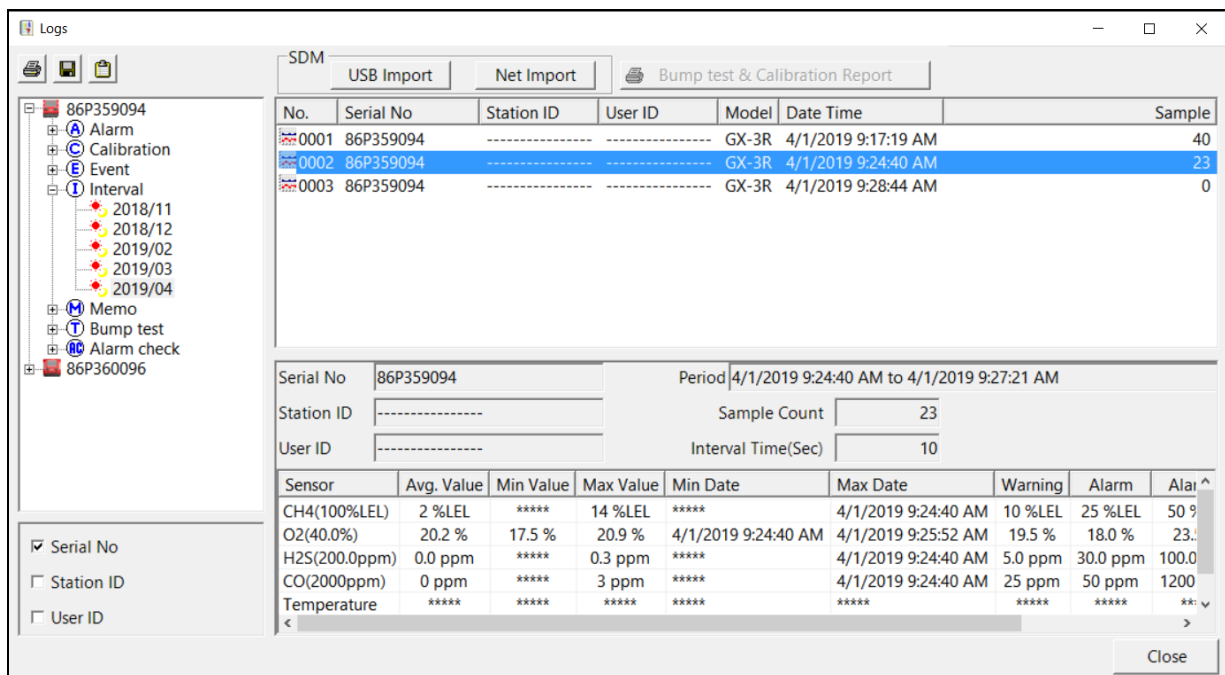 Logs
SDM
USB Import Net Import Bump test & Calibration Report
86P359094
A Alarm
C Calibration
E Event
I Interval
2018/11
2018/12
2019/02
2019/03
2019/04
M Memo
T Bump test
AC Alarm check
86P360096
Serial No
Station ID
User ID
No. Serial No Station ID User ID Model Date Time Sample
0001 86P359094 ---------------- ---------------- GX-3R 4/1/2019 9:17:19 AM 40
0002 86P359094 ---------------- ---------------- GX-3R 4/1/2019 9:24:40 AM 23
0003 86P359094 ---------------- ---------------- GX-3R 4/1/2019 9:28:44 AM 0
Serial No 86P359094 Period 4/1/2019 9:24:40 AM to 4/1/2019 9:27:21 AM
Station ID ---------------- Sample Count 23
User ID ---------------- Interval Time(Sec) 10
Sensor Avg. Value Min Value Max Value Min Date Max Date Warning Alarm Alar
CH4(100%LEL) 2 %LEL ***** 14 %LEL ***** 4/1/2019 9:24:40 AM 10 %LEL 25 %LEL 50 %
O2(40.0%) 20.2 % 17.5 % 20.9 % 4/1/2019 9:24:40 AM 4/1/2019 9:25:52 AM 19.5 % 18.0 % 23.
H2S(200.0ppm) 0.0 ppm ***** 0.3 ppm ***** 4/1/2019 9:24:40 AM 5.0 ppm 30.0 ppm 100.0
CO(2000ppm) 0 ppm ***** 3 ppm ***** 4/1/2019 9:24:40 AM 25 ppm 50 ppm 1200
Temperature ***** ***** ***** ***** ***** ***** ***** **
Close